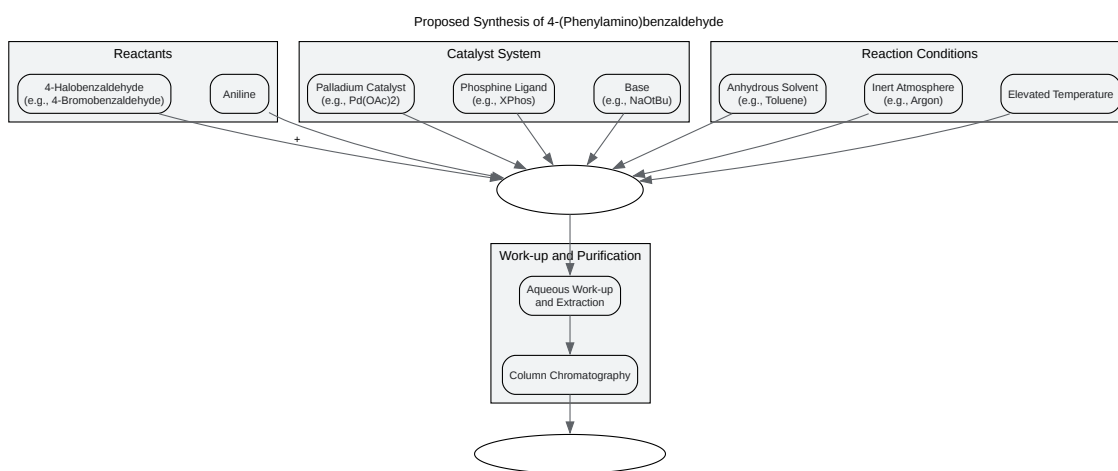 Proposed Synthesis of 4-(Phenylamino)benzaldehyde
Reactants
4-Halobenzaldehyde
(e.g., 4-Bromobenzaldehyde)
Aniline
+
Catalyst System
Palladium Catalyst
(e.g., Pd(OAc)2)
Phosphine Ligand
(e.g., XPhos)
Base
(e.g., NaOtBu)
Reaction Conditions
Anhydrous Solvent
(e.g., Toluene)
Inert Atmosphere
(e.g., Argon)
Elevated Temperature
Work-up and Purification
Aqueous Work-up
and Extraction
Column Chromatography